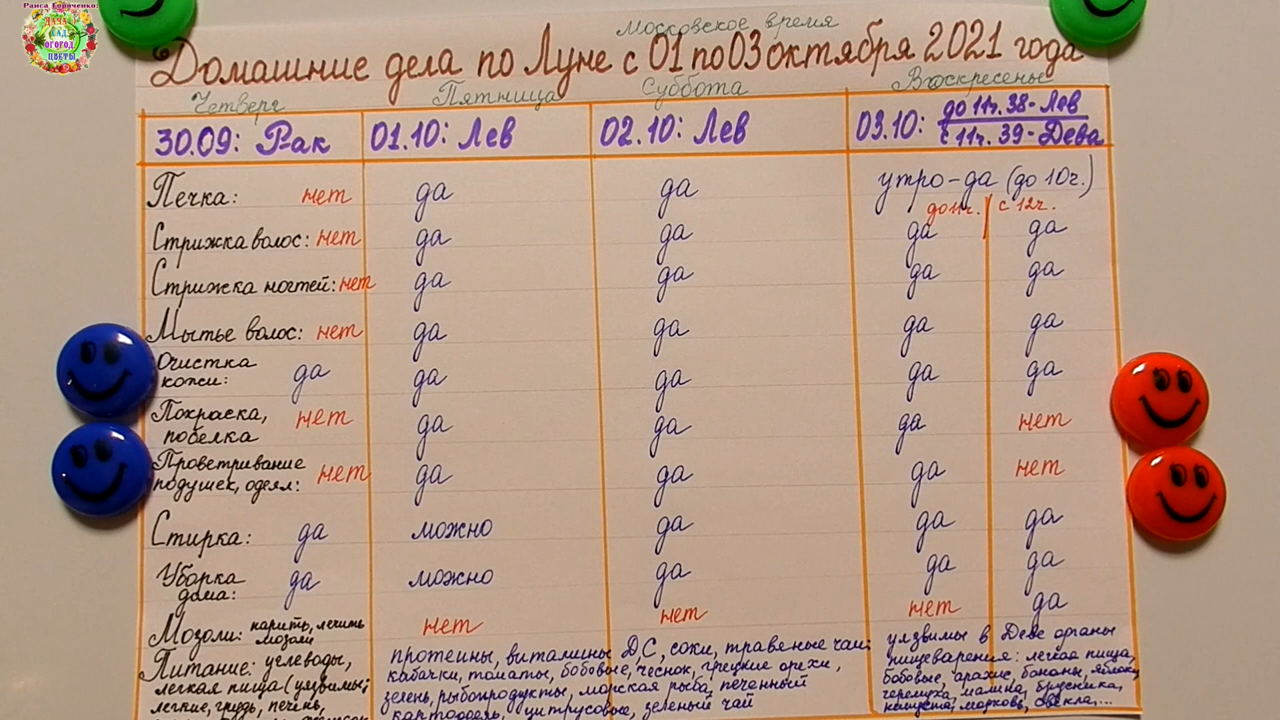 Раиса Горяченко:
ДАЧА
САД
ОГОРОД
ЦВЕТЫ
Московское время
Домашние дела по Луне с 01 по 03 октября 2021 года
Четверг Пятница Суббота Воскресенье
30.09: Рак 01.10: Лев 02.10: Лев 03.10: до 11ч.38-Лев
с 11ч.39-Дева
Печка: нет да да утро-да (до 10ч.)
до 11ч. с 12ч.
Стрижка волос: нет да да да да
Стрижка ногтей: нет да да да да
Мытье волос: нет да да да да
Очистка
кожи: да да да да да
Покраска,
побелка нет да да да нет
Проветривание
подушек, одеял: нет да да да нет
Стирка: да можно да да да
Уборка
дома: да можно да да да
Мозоли: парить, лечить
мозоли нет нет нет да
Питание: углеводы,
легкая пища (уязвимы:
легкие, грудь, печень,
протеины, витамины ДС, соки, травяные чаи:
кабачки, томаты, бобовые, чеснок, грецкие орехи,
зелень, рыбопродукты, морская рыба, печенный
картофель, цитрусовые, зеленый чай
уязвимы в Деве органы
пищеварения: легкая пища,
бобовые, арахис, бананы, яблоки,
черемуха, малина, брусника,
капуста, морковь, свекла,...